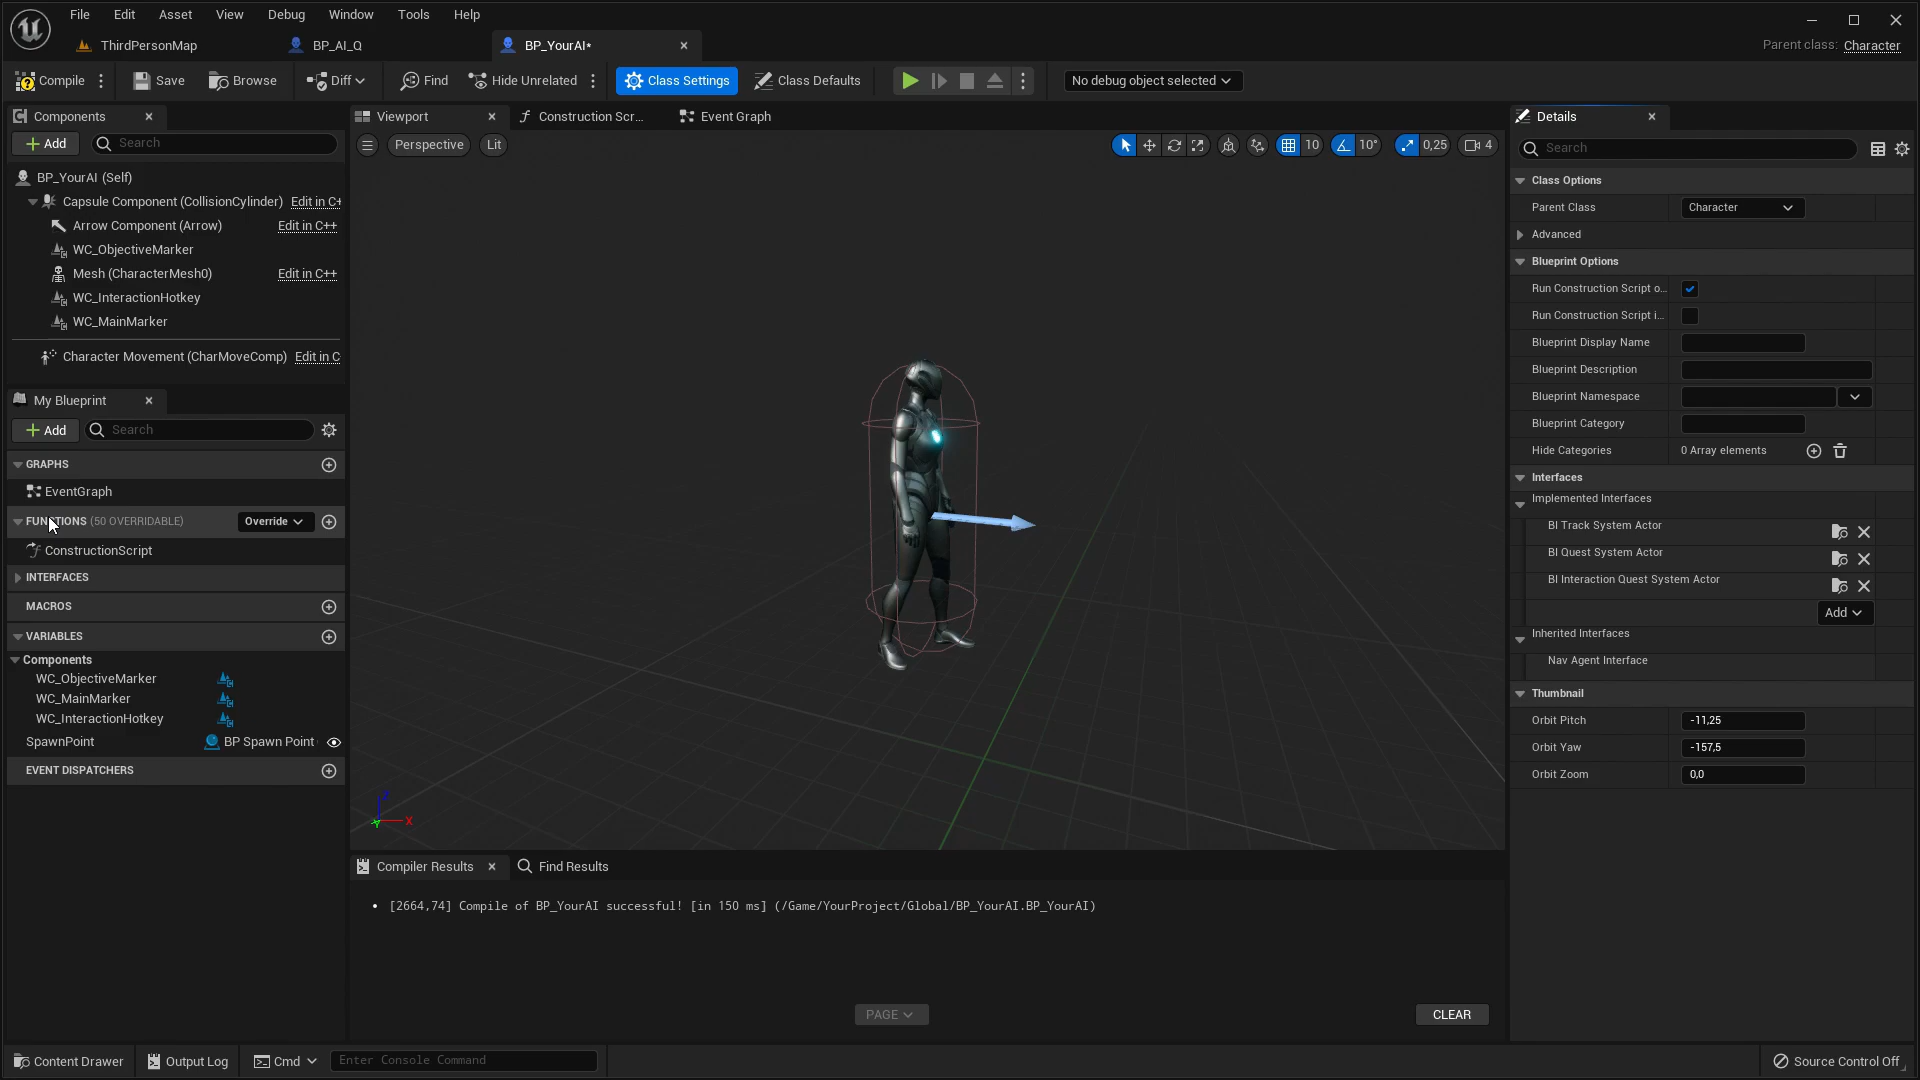 File Edit Asset View Debug Window Tools Help
ThirdPersonMap BP_AI_Q BP_YourAI* Parent class: Character
Compile Save Browse Diff Find Hide Unrelated Class Settings Class Defaults No debug object selected
Components
Add Search
BP_YourAI (Self)
Capsule Component (CollisionCylinder) Edit in C+
Arrow Component (Arrow) Edit in C++
WC_ObjectiveMarker
Mesh (CharacterMesh0) Edit in C++
WC_InteractionHotkey
WC_MainMarker
Character Movement (CharMoveComp) Edit in C
My Blueprint
Add Search
GRAPHS
EventGraph
FUNCTIONS (50 OVERRIDABLE) Override
ConstructionScript
INTERFACES
MACROS
VARIABLES
Components
WC_ObjectiveMarker
WC_MainMarker
WC_InteractionHotkey
SpawnPoint BP Spawn Point
EVENT DISPATCHERS
Viewport Construction Scr... Event Graph
Perspective Lit 10 10° 0,25 4
Z
X
Y
Compiler Results Find Results
• [2664,74] Compile of BP_YourAI successful! [in 150 ms] (/Game/YourProject/Global/BP_YourAI.BP_YourAI)
PAGE CLEAR
Details
Search
Class Options
Parent Class Character
Advanced
Blueprint Options
Run Construction Script o...
Run Construction Script i...
Blueprint Display Name
Blueprint Description
Blueprint Namespace
Blueprint Category
Hide Categories 0 Array elements
Interfaces
Implemented Interfaces
BI Track System Actor
BI Quest System Actor
BI Interaction Quest System Actor
Add
Inherited Interfaces
Nav Agent Interface
Thumbnail
Orbit Pitch -11,25
Orbit Yaw -157,5
Orbit Zoom 0,0
Content Drawer Output Log Cmd Enter Console Command Source Control Off